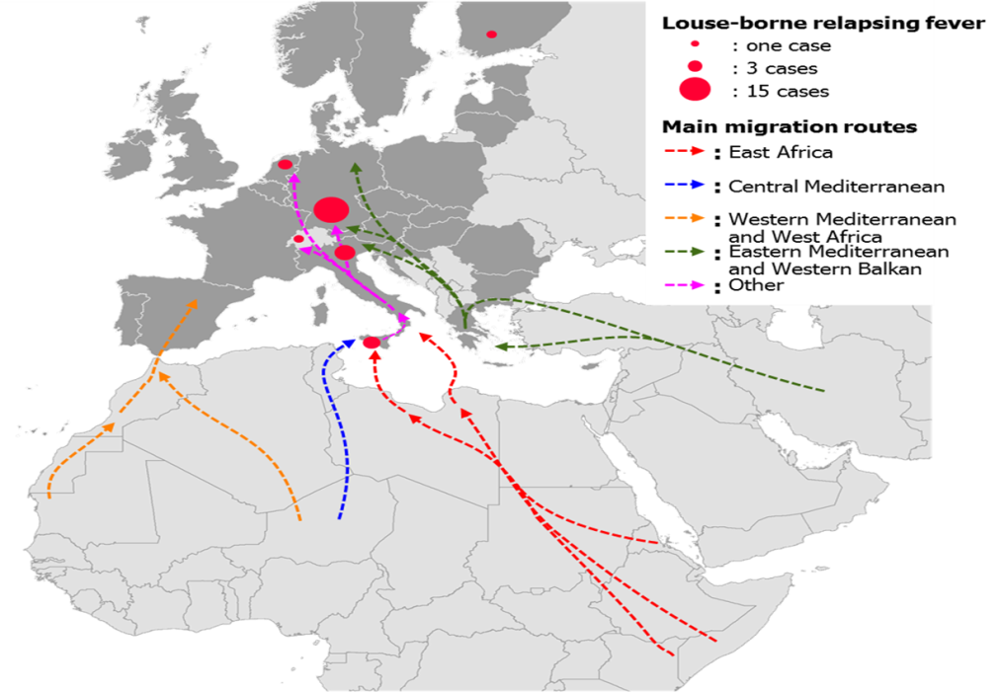 Louse-borne relapsing fever
: one case
: 3 cases
: 15 cases
Main migration routes
: East Africa
: Central Mediterranean
: Western Mediterranean
and West Africa
: Eastern Mediterranean
and Western Balkan
: Other